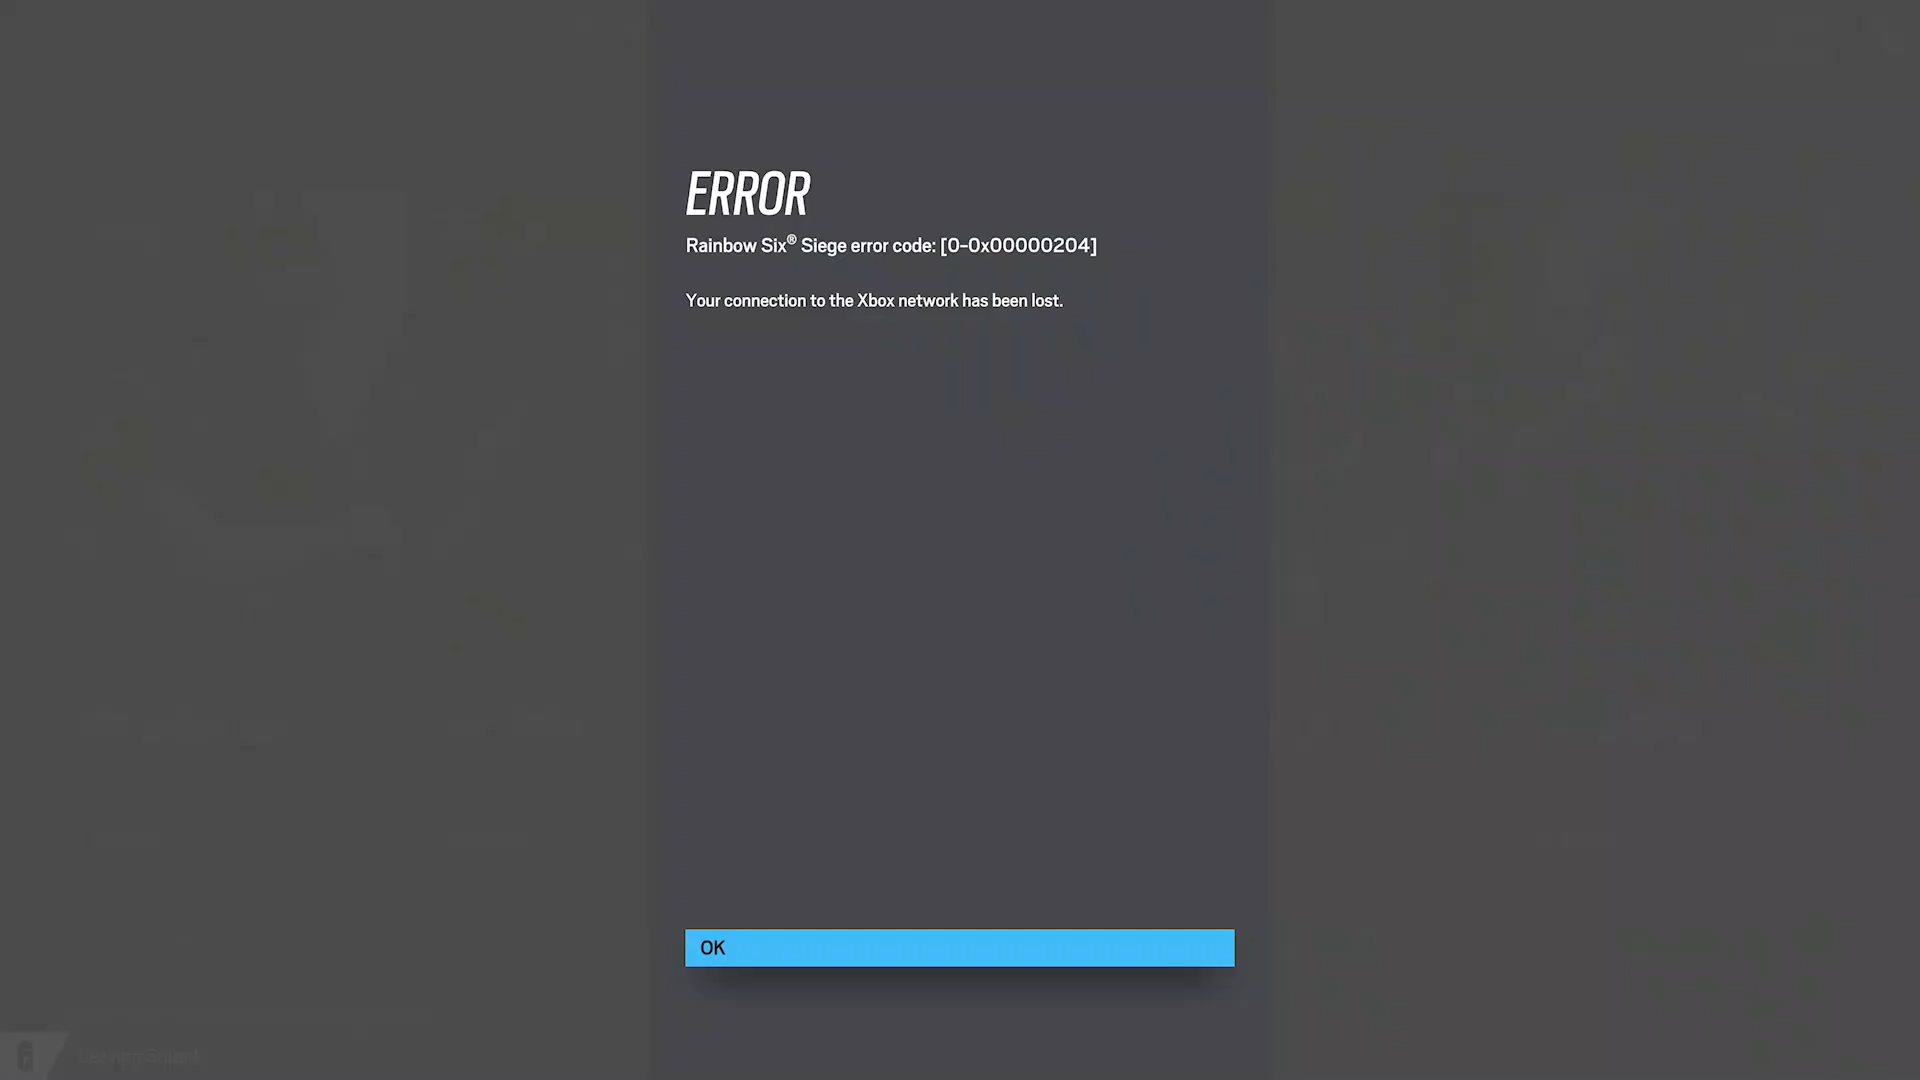 ERROR
Rainbow Six® Siege error code: [0-0x00000204]
Your connection to the Xbox network has been lost.
OK